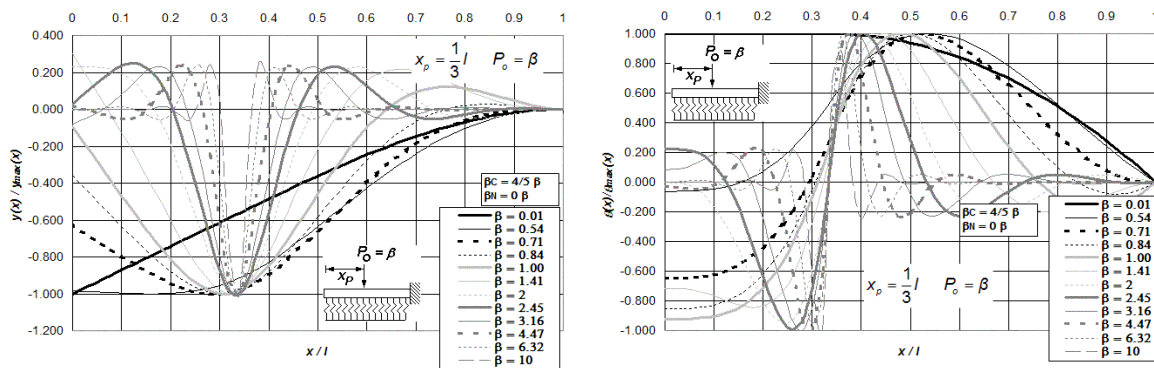 0 0.1 0.2 0.3 0.4 0.5 0.6 0.7 0.8 0.9 1
0.400
0.200
0.000
-0.200
-0.400
-0.600
-0.800
-1.000
-1.200
y(x) / ymax(x)
x / l
xp = 1/3 l Po = β
Po = β
xp
βC = 4/5 β
βN = 0 β
β = 0.01
β = 0.54
β = 0.71
β = 0.84
β = 1.00
β = 1.41
β = 2
β = 2.45
β = 3.16
β = 4.47
β = 6.32
β = 10
0 0.1 0.2 0.3 0.4 0.5 0.6 0.7 0.8 0.9 1
1.000
0.800
0.600
0.400
0.200
0.000
-0.200
-0.400
-0.600
-0.800
-1.000
x / l
Po = β
xp
xp = 1/3 l Po = β
βC = 4/5 β
βN = 0 β
β = 0.01
β = 0.54
β = 0.71
β = 0.84
β = 1.00
β = 1.41
β = 2
β = 2.45
β = 3.16
β = 4.47
β = 6.32
β = 10